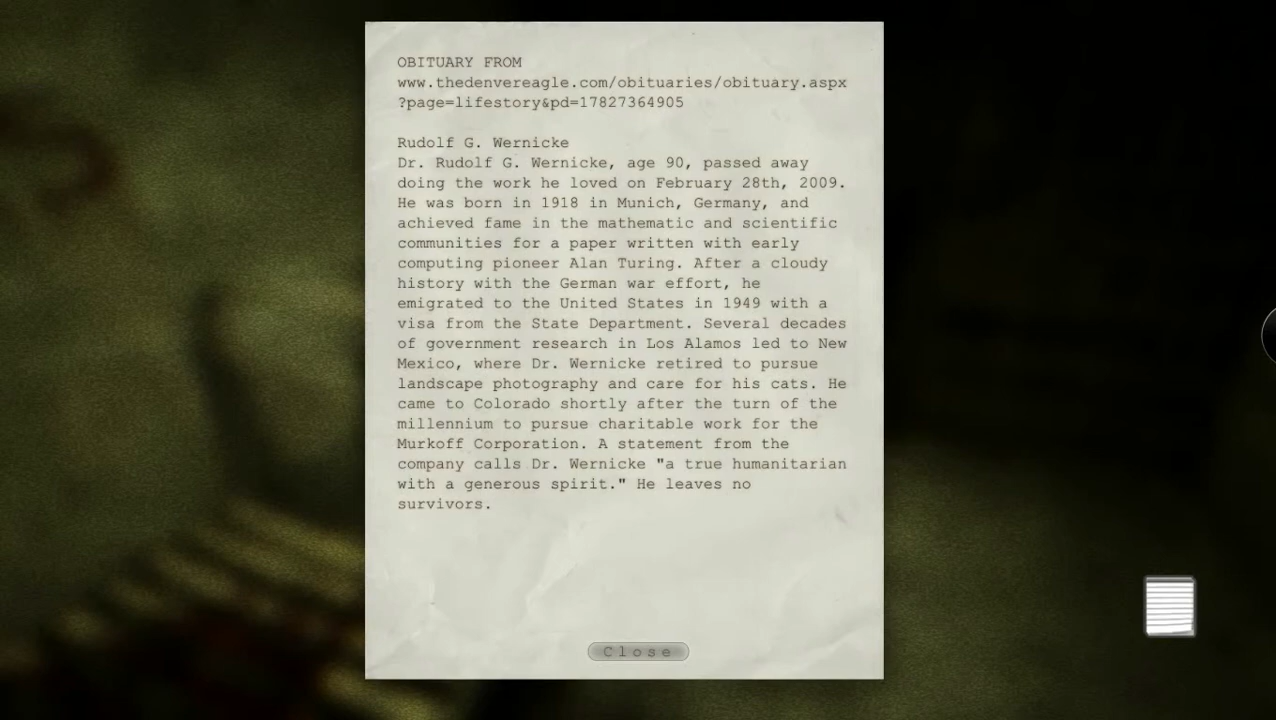 OBITUARY FROM
www.thedenvereagle.com/obituaries/obituary.aspx
?page=lifestory&pd=17827364905
Rudolf G. Wernicke
Dr. Rudolf G. Wernicke, age 90, passed away
doing the work he loved on February 28th, 2009.
He was born in 1918 in Munich, Germany, and
achieved fame in the mathematic and scientific
communities for a paper written with early
computing pioneer Alan Turing. After a cloudy
history with the German war effort, he
emigrated to the United States in 1949 with a
visa from the State Department. Several decades
of government research in Los Alamos led to New
Mexico, where Dr. Wernicke retired to pursue
landscape photography and care for his cats. He
came to Colorado shortly after the turn of the
millennium to pursue charitable work for the
Murkoff Corporation. A statement from the
company calls Dr. Wernicke "a true humanitarian
with a generous spirit." He leaves no
survivors.
Close